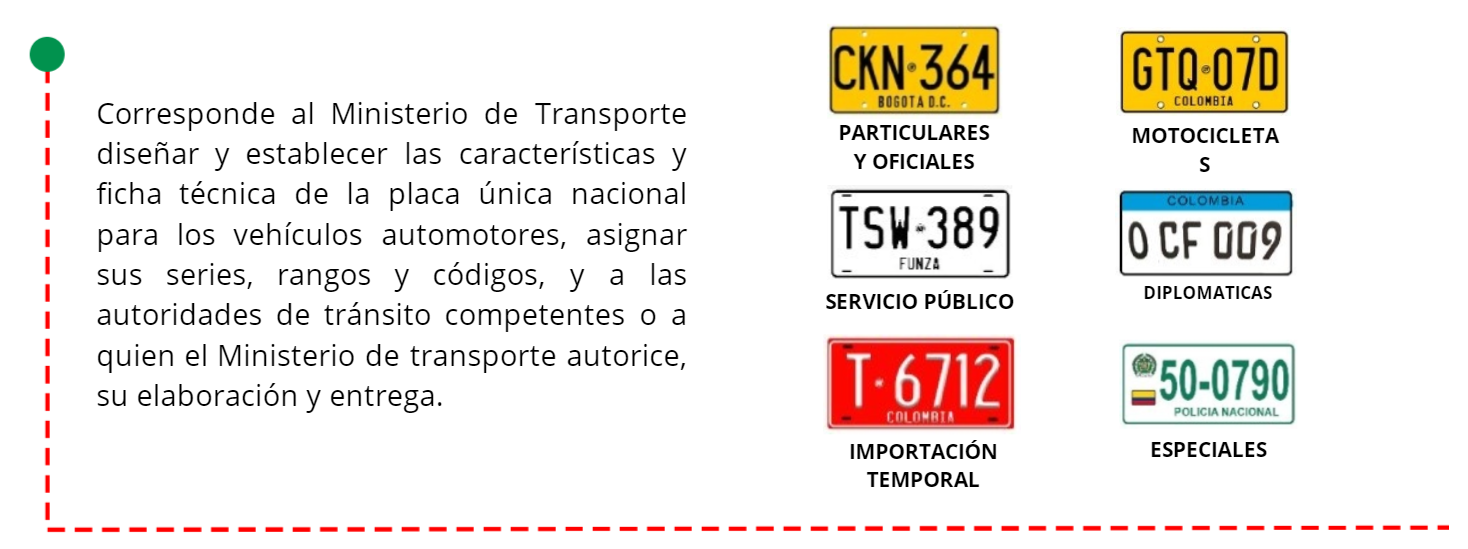 Corresponde al Ministerio de Transporte
diseñar y establecer las características y
ficha técnica de la placa única nacional
para los vehículos automotores, asignar
sus series, rangos y códigos, y a las
autoridades de tránsito competentes o a
quien el Ministerio de transporte autorice,
su elaboración y entrega.
CKN·364
BOGOTA D.C.
PARTICULARES
Y OFICIALES
GTQ·07D
COLOMBIA
MOTOCICLETA
S
TSW·389
FUNZA
SERVICIO PÚBLICO
COLOMBIA
0 CF 009
DIPLOMATICAS
T·6712
COLOMBIA
IMPORTACIÓN
TEMPORAL
50-0790
POLICIA NACIONAL
ESPECIALES